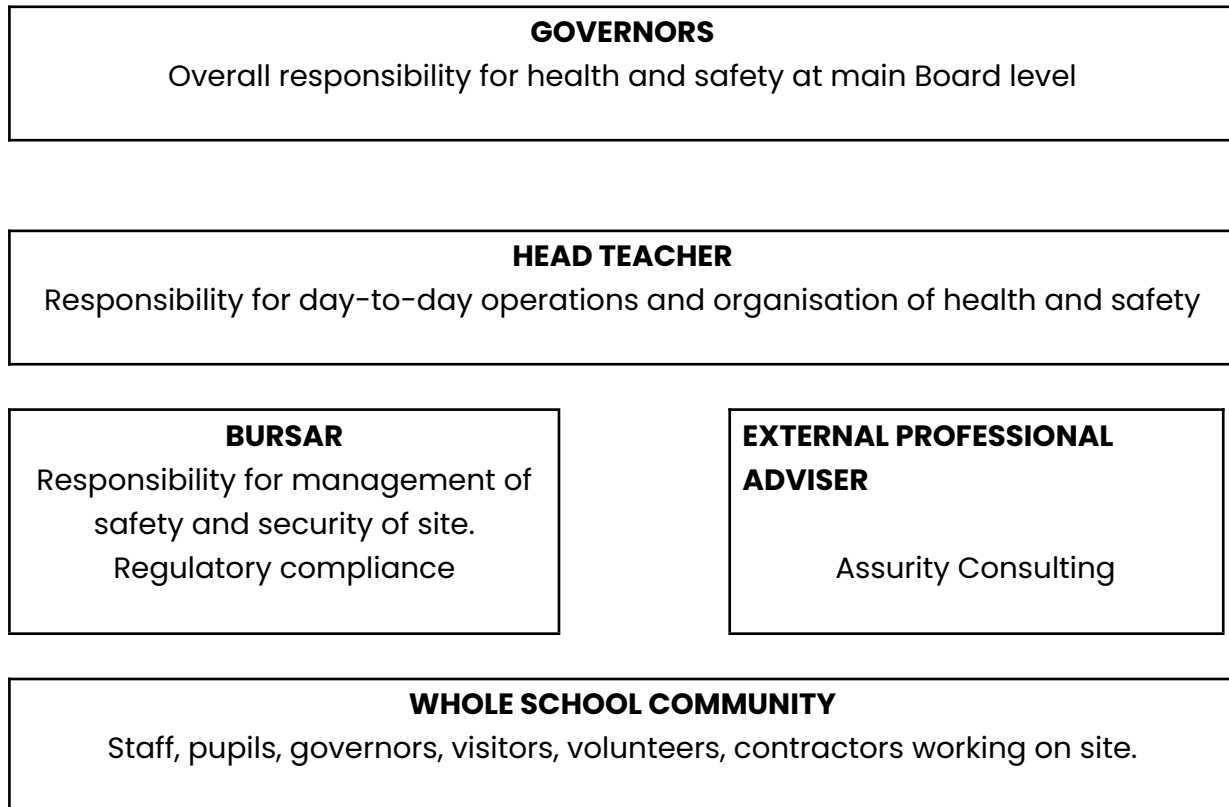 GOVERNORS
Overall responsibility for health and safety at main Board level
HEAD TEACHER
Responsibility for day-to-day operations and organisation of health and safety
BURSAR
Responsibility for management of
safety and security of site.
Regulatory compliance
EXTERNAL PROFESSIONAL
ADVISER
Assurity Consulting
WHOLE SCHOOL COMMUNITY
Staff, pupils, governors, visitors, volunteers, contractors working on site.